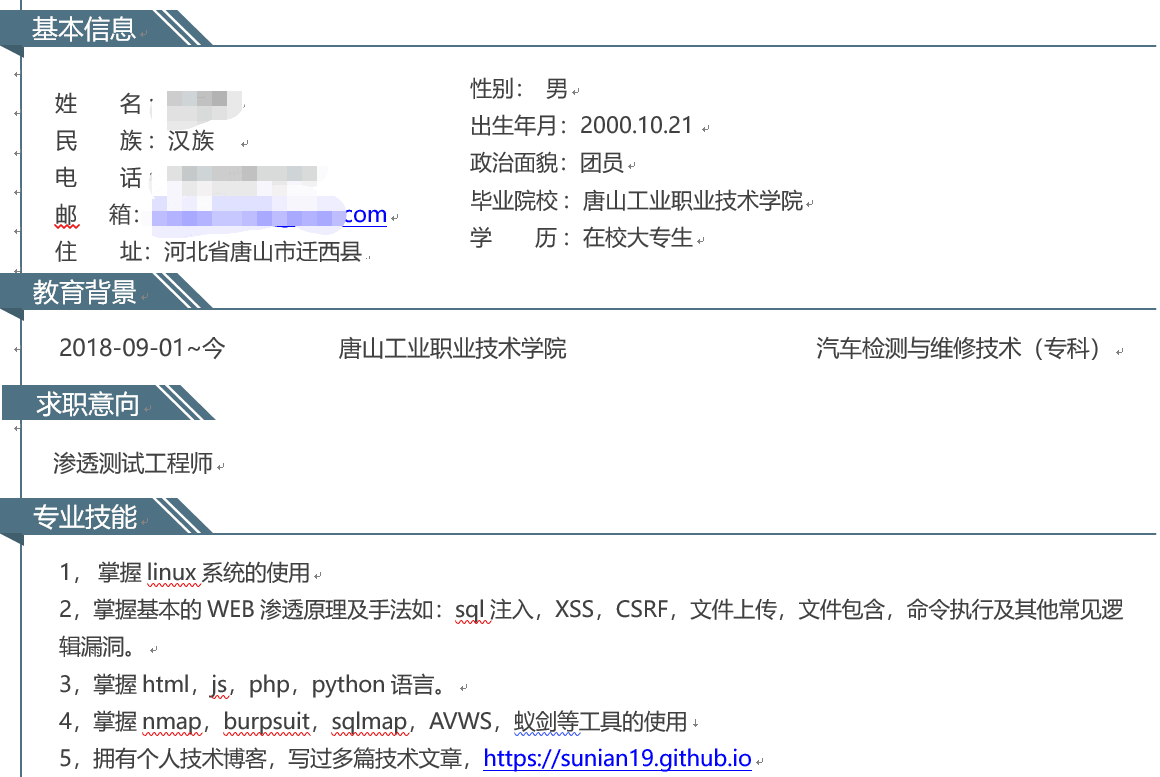 基本信息
姓 名：
民 族：汉族
电 话
邮 箱：com
住 址：河北省唐山市迁西县
性别： 男
出生年月：2000.10.21
政治面貌：团员
毕业院校：唐山工业职业技术学院
学 历：在校大专生
教育背景
2018-09-01~今 唐山工业职业技术学院 汽车检测与维修技术（专科）
求职意向
渗透测试工程师
专业技能
1， 掌握 linux 系统的使用
2，掌握基本的 WEB 渗透原理及手法如：sql 注入，XSS，CSRF，文件上传，文件包含，命令执行及其他常见逻
辑漏洞。
3，掌握 html，js，php，python 语言。
4，掌握 nmap，burpsuit，sqlmap，AVWS，蚁剑等工具的使用
5，拥有个人技术博客，写过多篇技术文章，https://sunian19.github.io